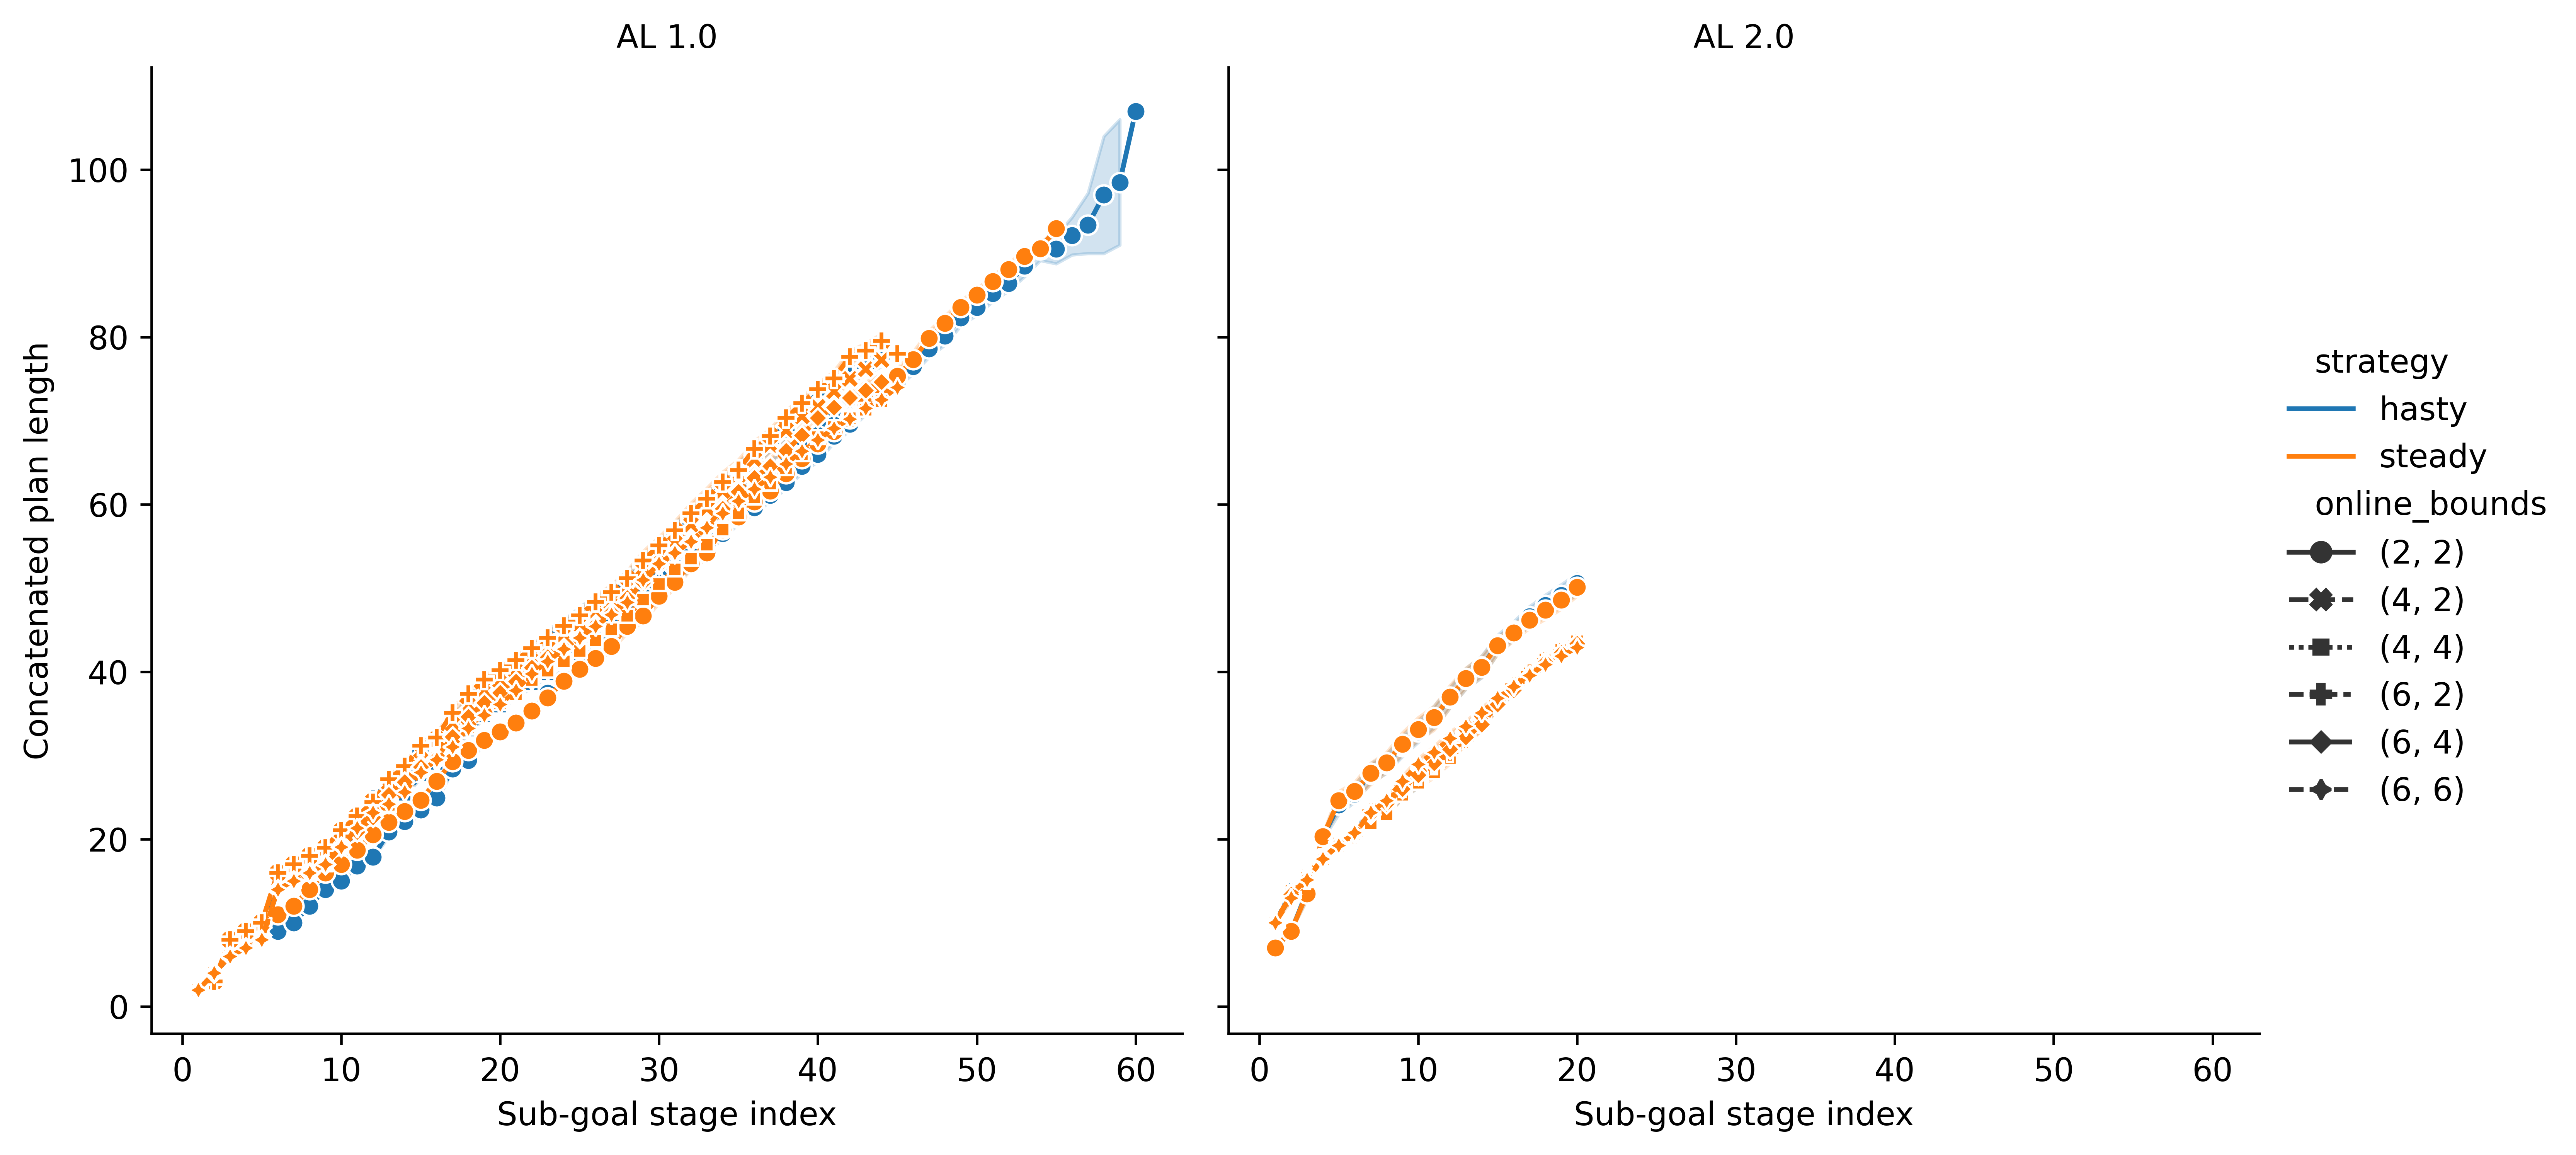 AL 1.0
AL 2.0
Concatenated plan length
100
80
60
40
20
0
0 10 20 30 40 50 60
Sub-goal stage index
0 10 20 30 40 50 60
Sub-goal stage index
strategy
hasty
steady
online_bounds
(2, 2)
(4, 2)
(4, 4)
(6, 2)
(6, 4)
(6, 6)